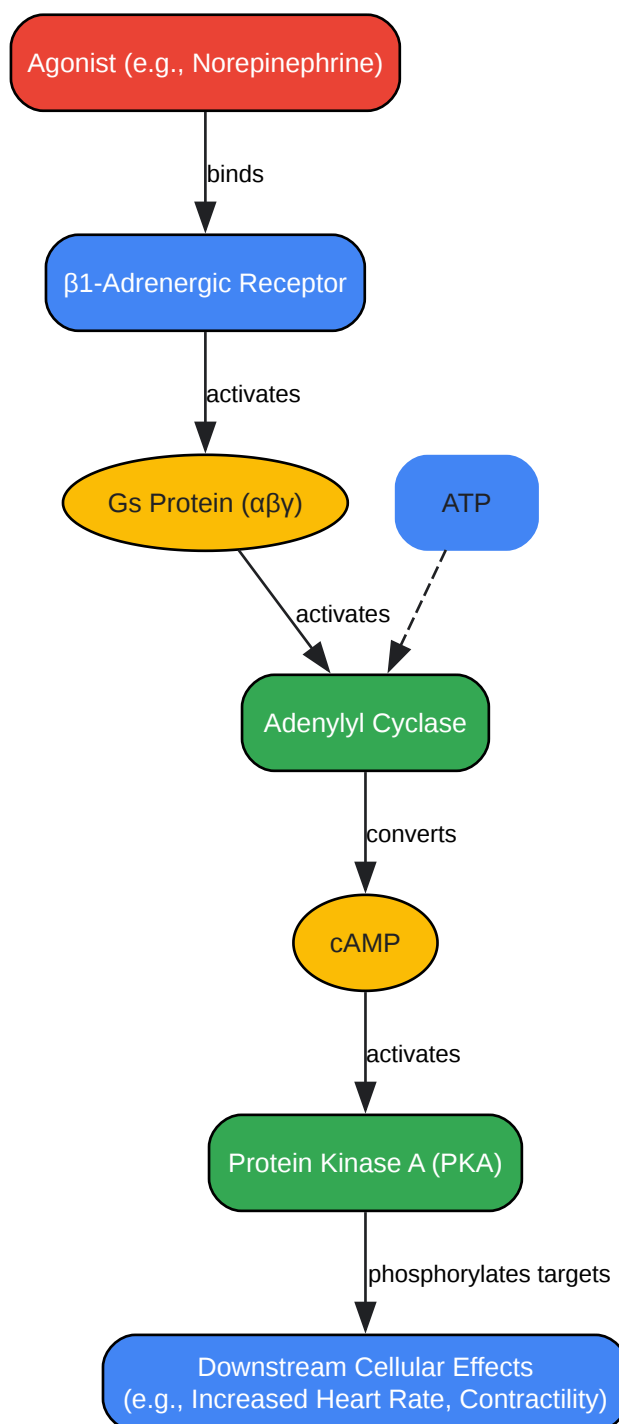 Agonist (e.g., Norepinephrine)
binds
β1-Adrenergic Receptor
activates
Gs Protein (αβγ)
ATP
activates
Adenylyl Cyclase
converts
cAMP
activates
Protein Kinase A (PKA)
phosphorylates targets
Downstream Cellular Effects
(e.g., Increased Heart Rate, Contractility)